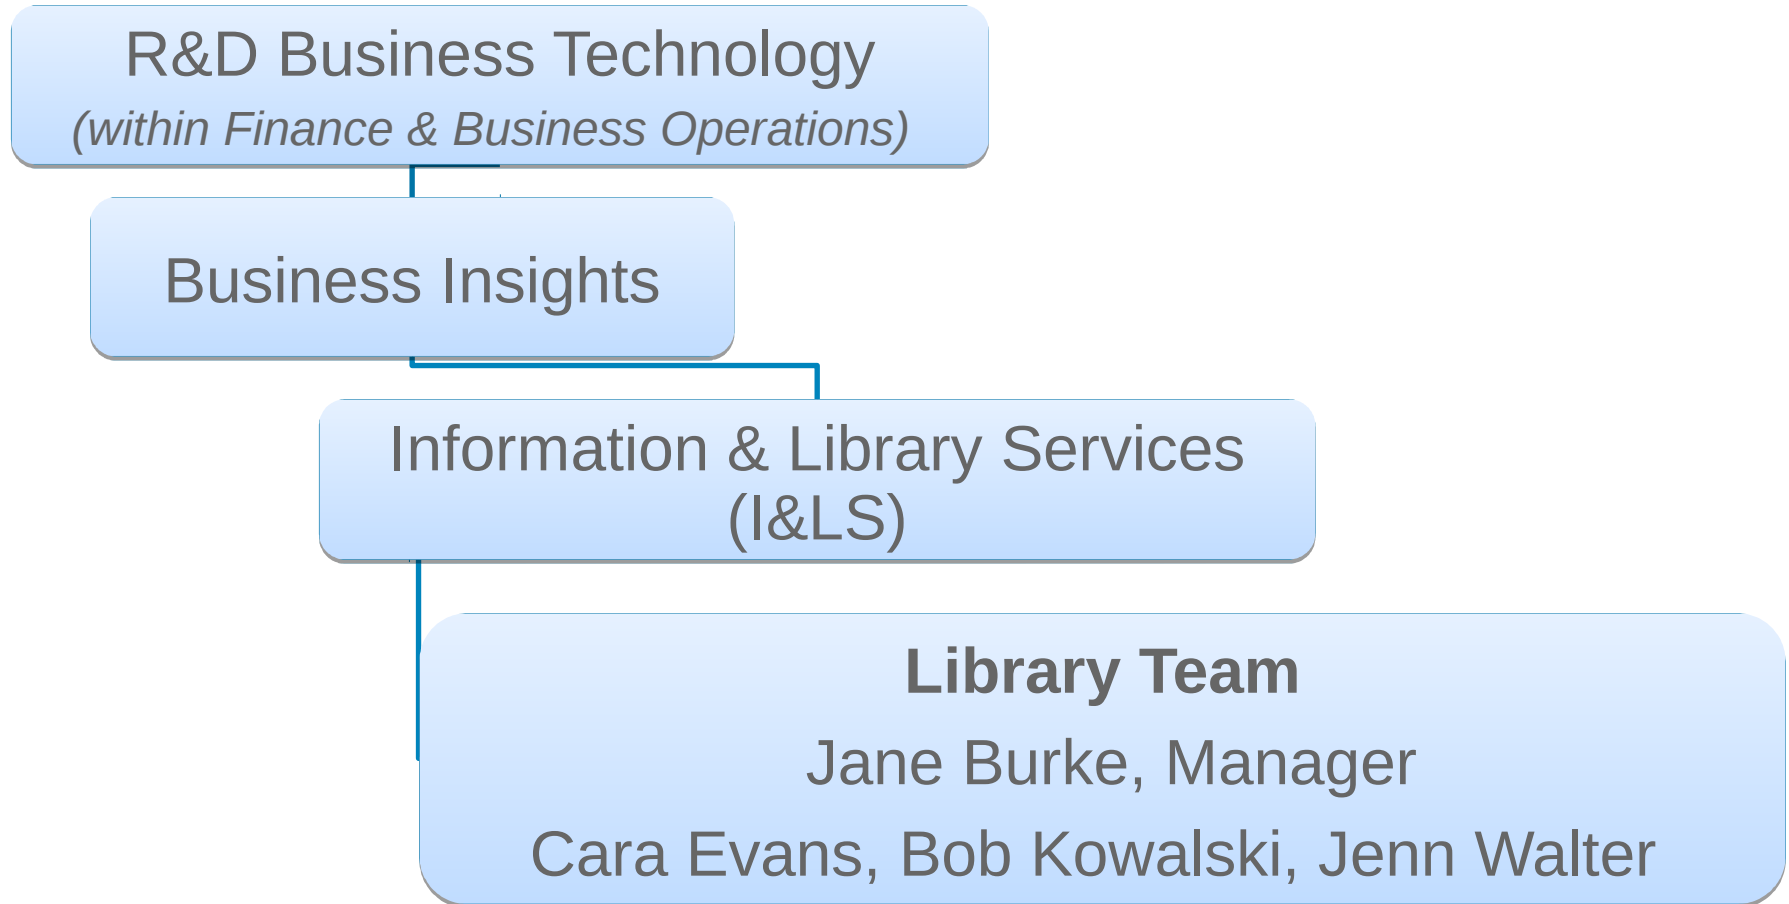 R&D Business Technology
(within Finance & Business Operations)
Business Insights
Information & Library Services
(I&LS)
Library Team
Jane Burke, Manager
Cara Evans, Bob Kowalski, Jenn Walter